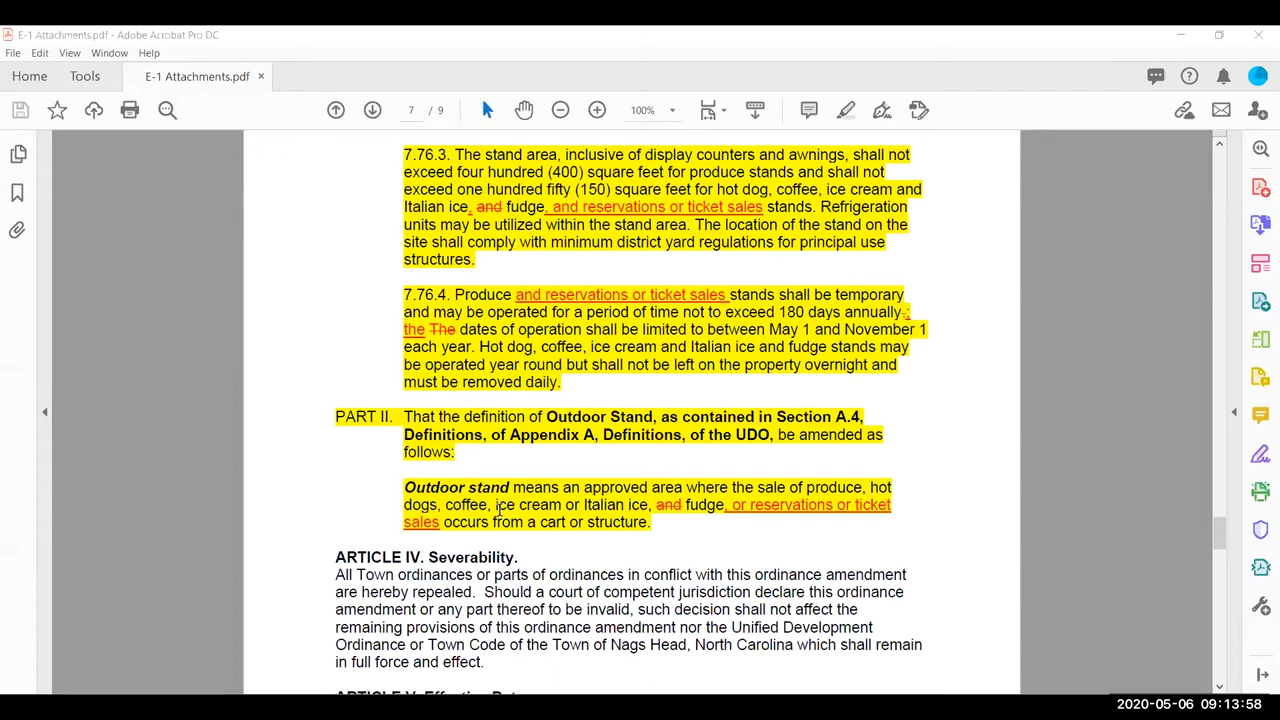 E-1 Attachments.pdf - Adobe Acrobat Pro DC
File Edit View Window Help
Home Tools E-1 Attachments.pdf ×
7 / 9 100%
7.76.3. The stand area, inclusive of display counters and awnings, shall not
exceed four hundred (400) square feet for produce stands and shall not
exceed one hundred fifty (150) square feet for hot dog, coffee, ice cream and
Italian ice, and fudge, and reservations or ticket sales stands. Refrigeration
units may be utilized within the stand area. The location of the stand on the
site shall comply with minimum district yard regulations for principal use
structures.
7.76.4. Produce and reservations or ticket sales stands shall be temporary
and may be operated for a period of time not to exceed 180 days annually.;
the The dates of operation shall be limited to between May 1 and November 1
each year. Hot dog, coffee, ice cream and Italian ice and fudge stands may
be operated year round but shall not be left on the property overnight and
must be removed daily.
PART II. That the definition of Outdoor Stand, as contained in Section A.4,
Definitions, of Appendix A, Definitions, of the UDO, be amended as
follows:
Outdoor stand means an approved area where the sale of produce, hot
dogs, coffee, ice cream or Italian ice, and fudge, or reservations or ticket
sales occurs from a cart or structure.
ARTICLE IV. Severability.
All Town ordinances or parts of ordinances in conflict with this ordinance amendment
are hereby repealed. Should a court of competent jurisdiction declare this ordinance
amendment or any part thereof to be invalid, such decision shall not affect the
remaining provisions of this ordinance amendment nor the Unified Development
Ordinance or Town Code of the Town of Nags Head, North Carolina which shall remain
in full force and effect.
ARTICLE V. Effective Date
2020-05-06 09:13:58